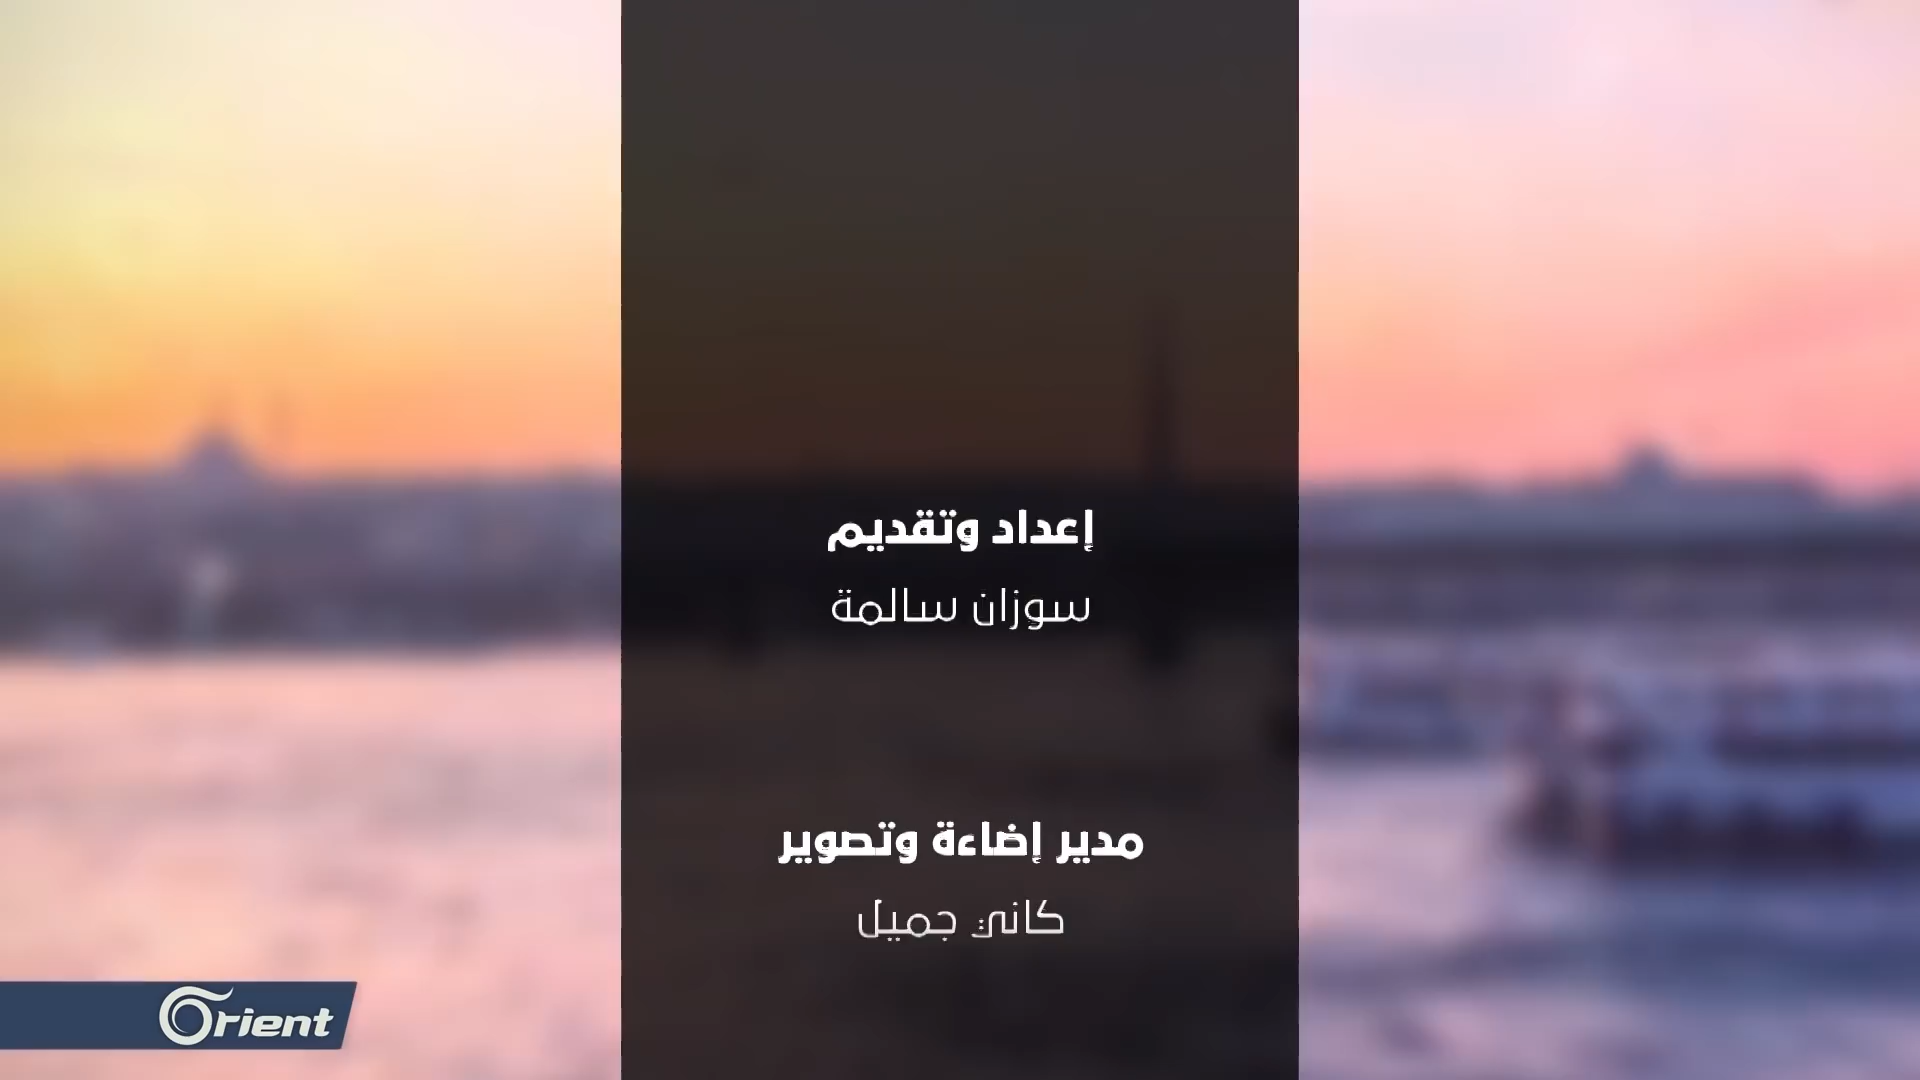 إعداد وتقديم
سوزان سالمة
مدير إضاءة وتصوير
كاني جميل
Orient